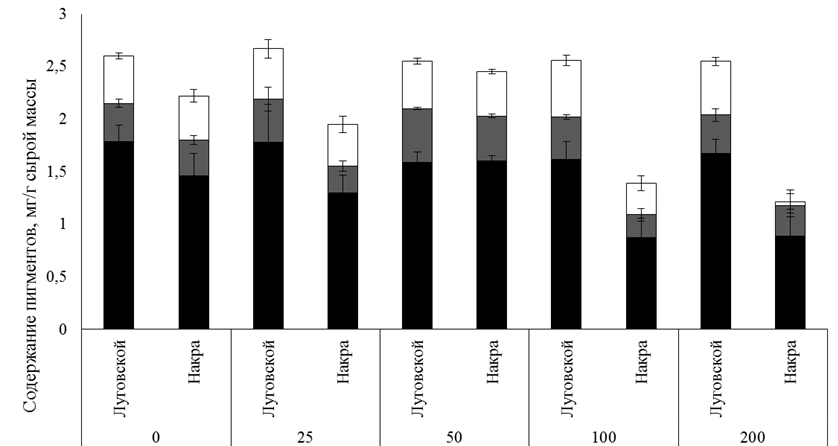 Содержание пигментов, мг/г сырой массы
3
2,5
2
1,5
1
0,5
0
Луговской
Накра
Луговской
Накра
Луговской
Накра
Луговской
Накра
Луговской
Накра
0
25
50
100
200